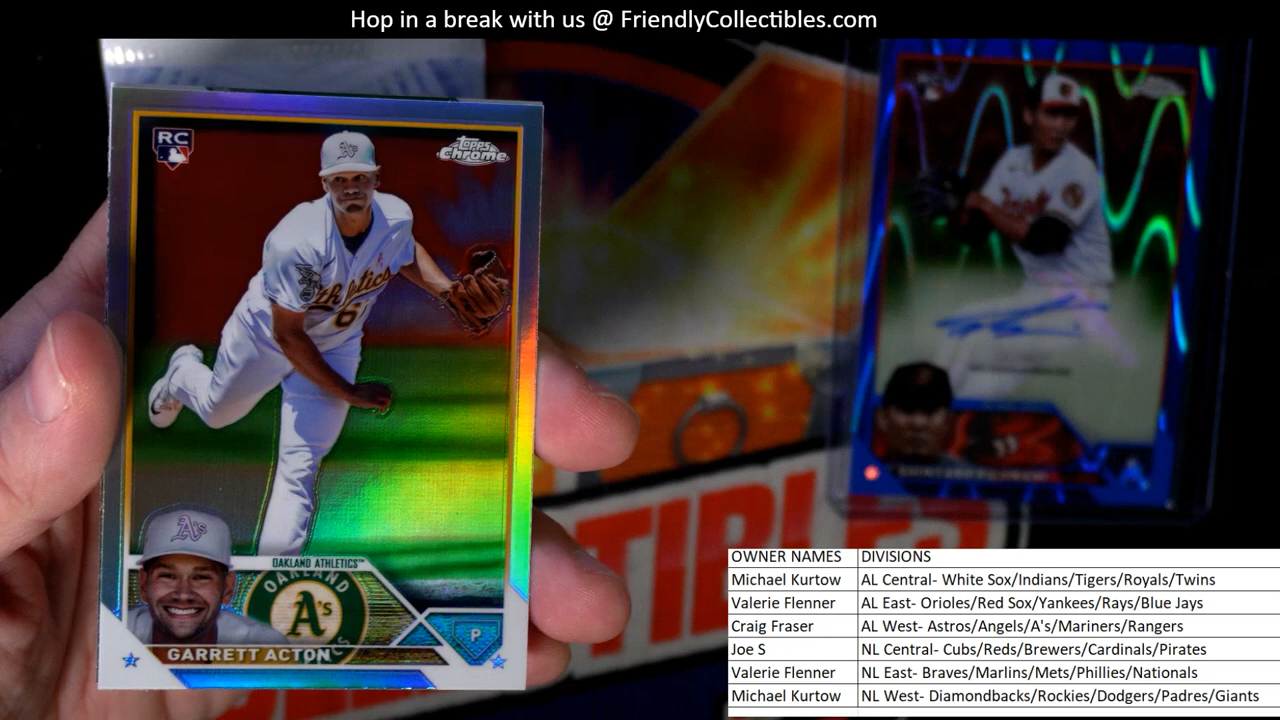 Hop in a break with us @ FriendlyCollectibles.com
RC
Topps
Chrome
A's
Athletics
6
A's
OAKLAND ATHLETICS™
OAKLAND
A's
P
GARRETT ACTON
TIBLES
OWNER NAMES DIVISIONS
Michael Kurtow AL Central- White Sox/Indians/Tigers/Royals/Twins
Valerie Flenner AL East- Orioles/Red Sox/Yankees/Rays/Blue Jays
Craig Fraser AL West- Astros/Angels/A's/Mariners/Rangers
Joe S NL Central- Cubs/Reds/Brewers/Cardinals/Pirates
Valerie Flenner NL East- Braves/Marlins/Mets/Phillies/Nationals
Michael Kurtow NL West- Diamondbacks/Rockies/Dodgers/Padres/Giants